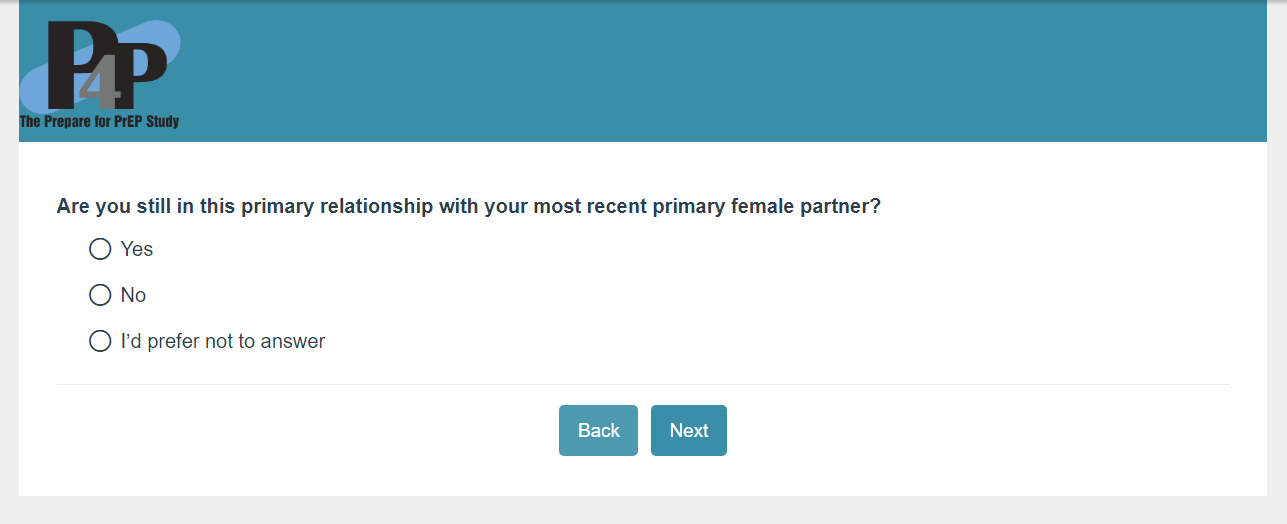 P4P
The Prepare for PrEP Study
Are you still in this primary relationship with your most recent primary female partner?
Yes
No
I’d prefer not to answer
Back Next